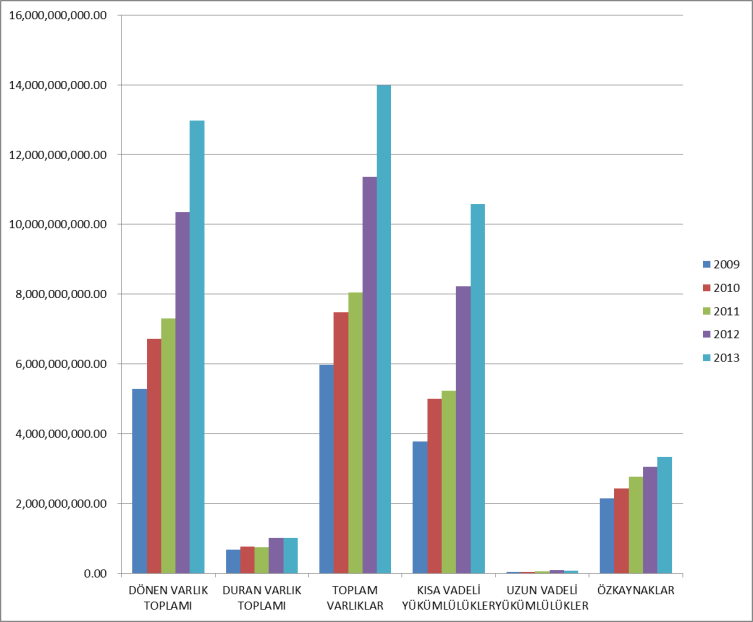 16,000,000,000.00
14,000,000,000.00
12,000,000,000.00
10,000,000,000.00
8,000,000,000.00
6,000,000,000.00
4,000,000,000.00
2,000,000,000.00
0.00
DÖNEN VARLIK
TOPLAMI
DURAN VARLIK
TOPLAMI
TOPLAM
VARLIKLAR
KISA VADELİ
YÜKÜMLÜLÜKLER
UZUN VADELİ
YÜKÜMLÜLÜKLER
ÖZKAYNAKLAR
2009
2010
2011
2012
2013